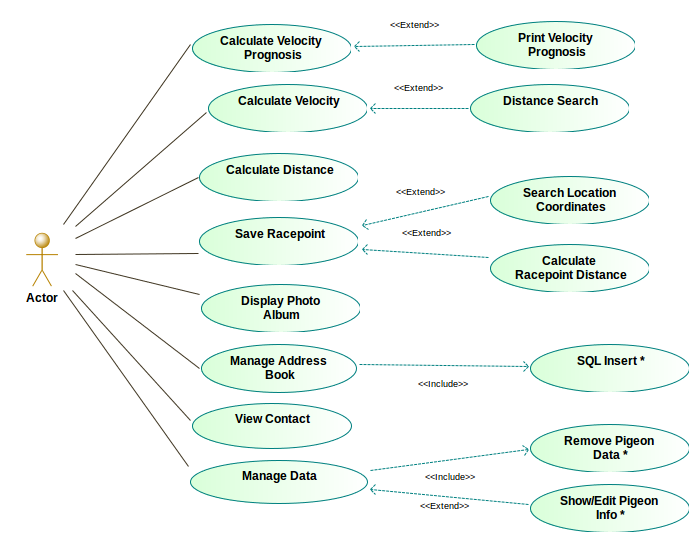 <<Extend>>
Calculate Velocity
Prognosis
Print Velocity
Prognosis
<<Extend>>
Calculate Velocity
Distance Search
Calculate Distance
<<Extend>>
Search Location
Coordinates
Save Racepoint
<<Extend>>
Calculate
Racepoint Distance
Actor
Display Photo
Album
Manage Address
Book
SQL Insert *
<<Include>>
View Contact
Remove Pigeon
Data *
Manage Data
<<Include>>
<<Extend>>
Show/Edit Pigeon
Info *